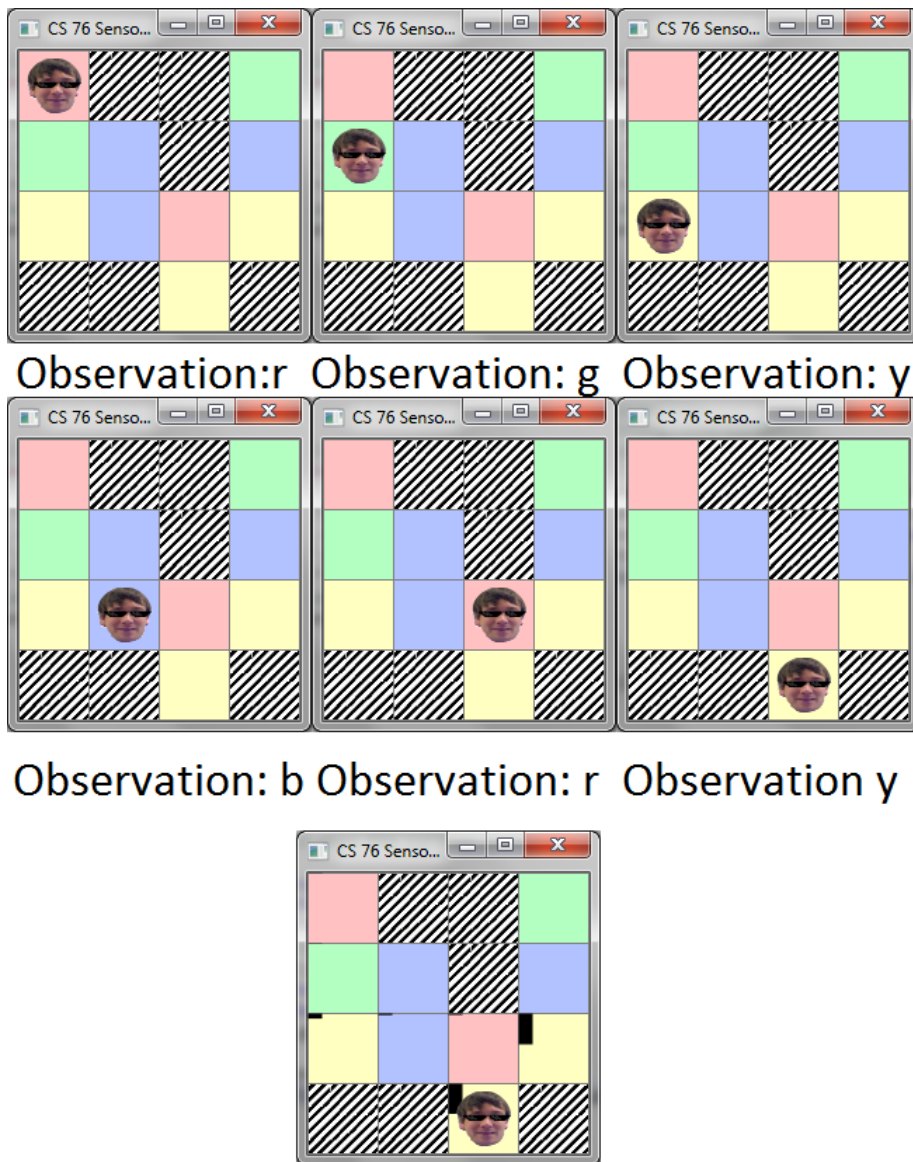 CS 76 Senso... CS 76 Senso... CS 76 Senso...
Observation:r Observation: g Observation: y
CS 76 Senso... CS 76 Senso... CS 76 Senso...
Observation: b Observation: r Observation y
CS 76 Senso...